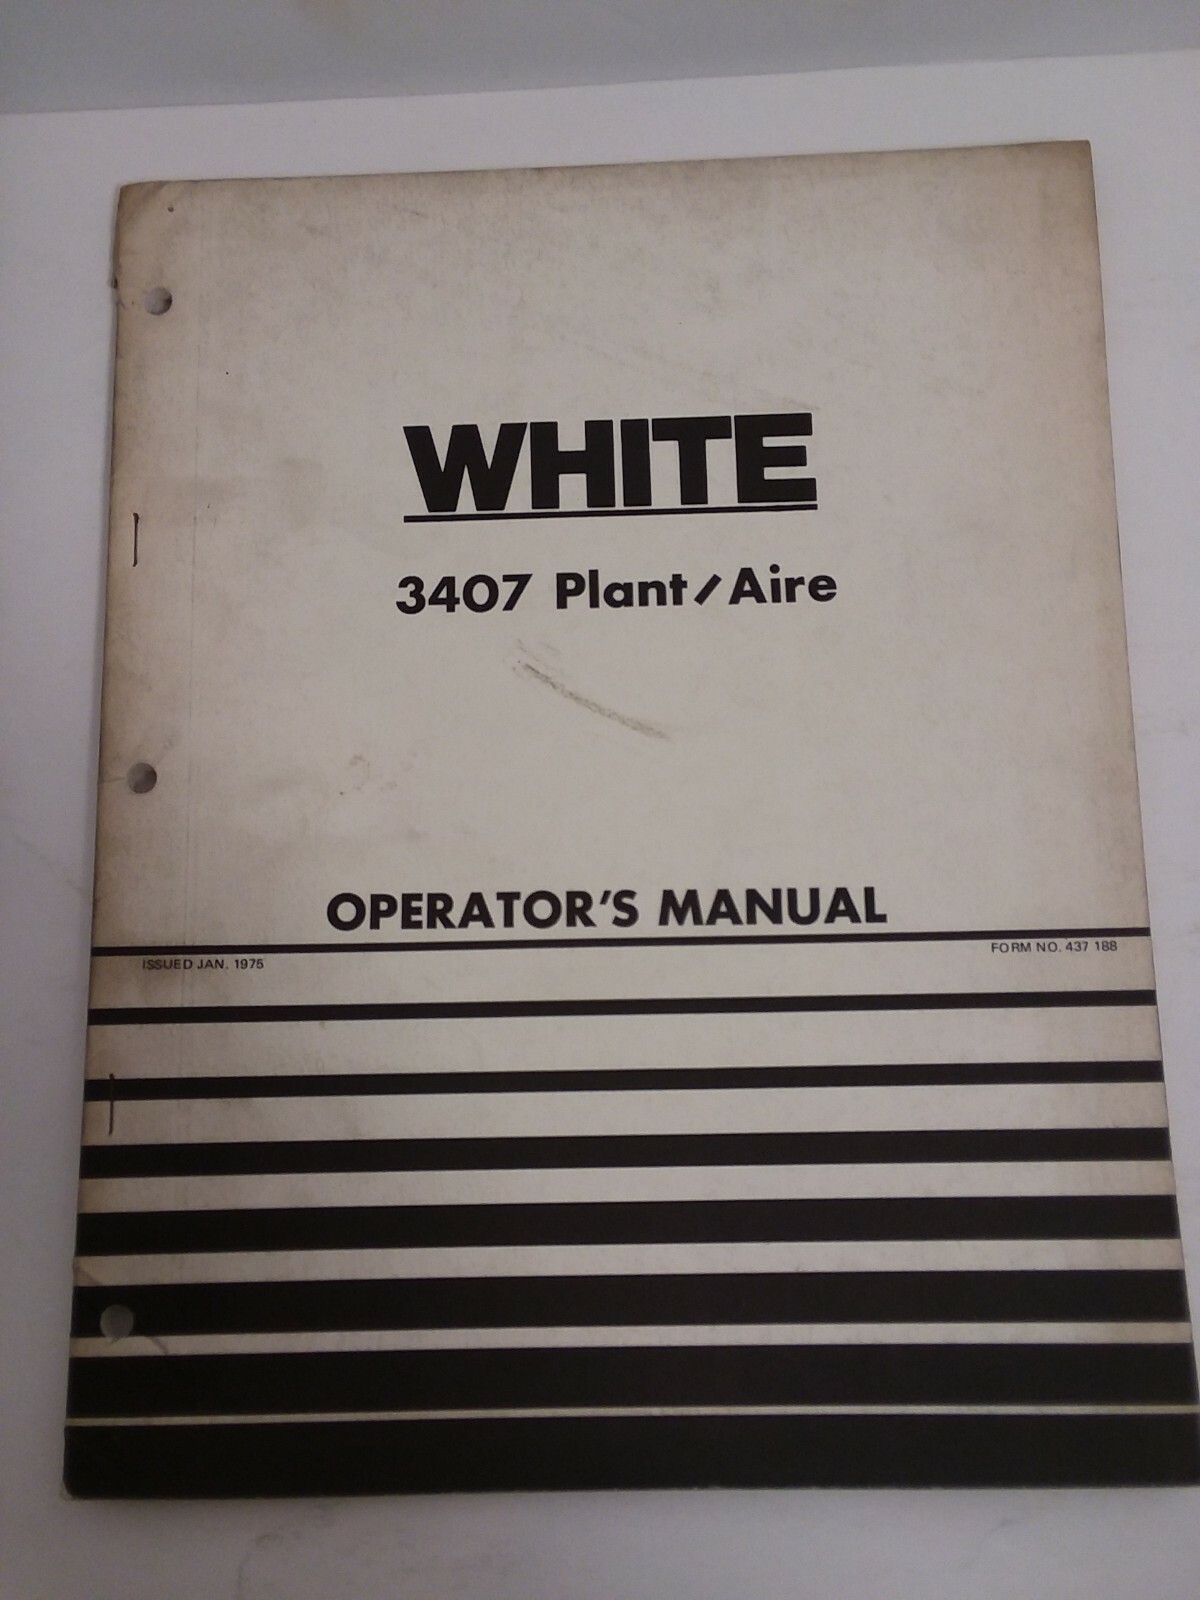 WHITE
3407 Plant/Aire
OPERATOR'S MANUAL
ISSUED JAN. 1975
FORM NO. 437 188